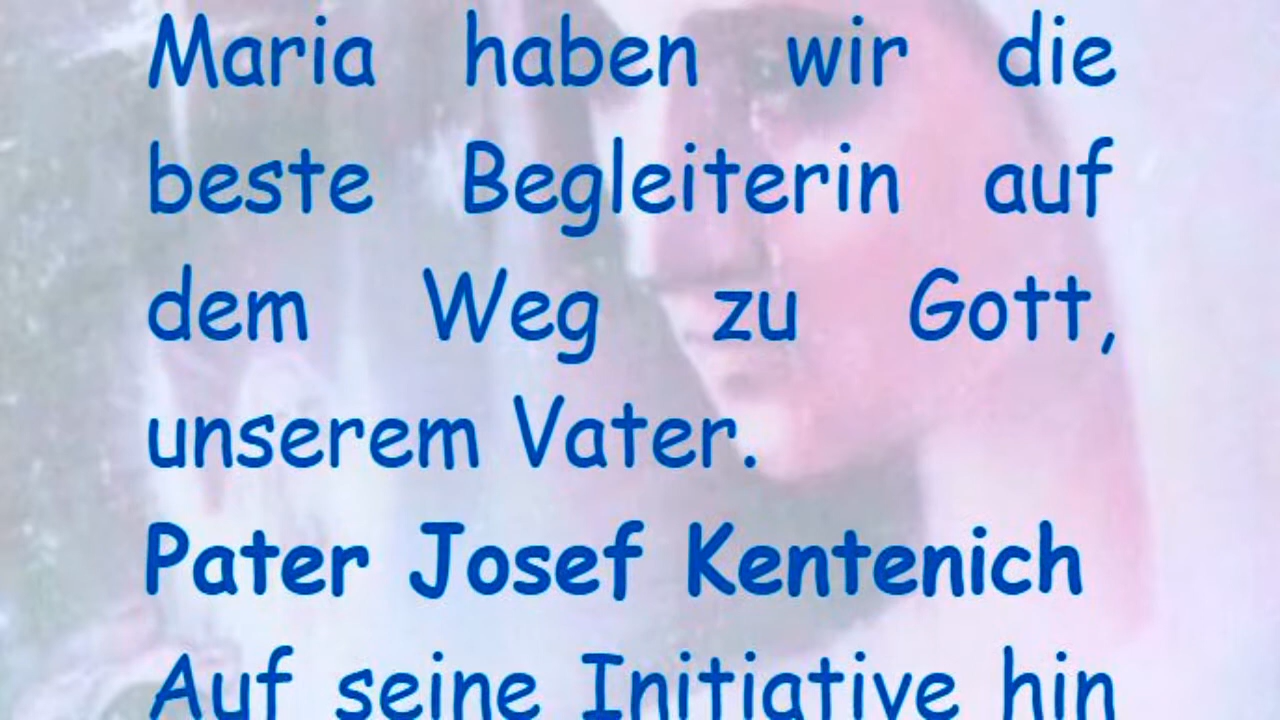 Maria haben wir die
beste Begleiterin auf
dem Weg zu Gott,
unserem Vater.
Pater Josef Kentenich
Auf seine Initiative hin